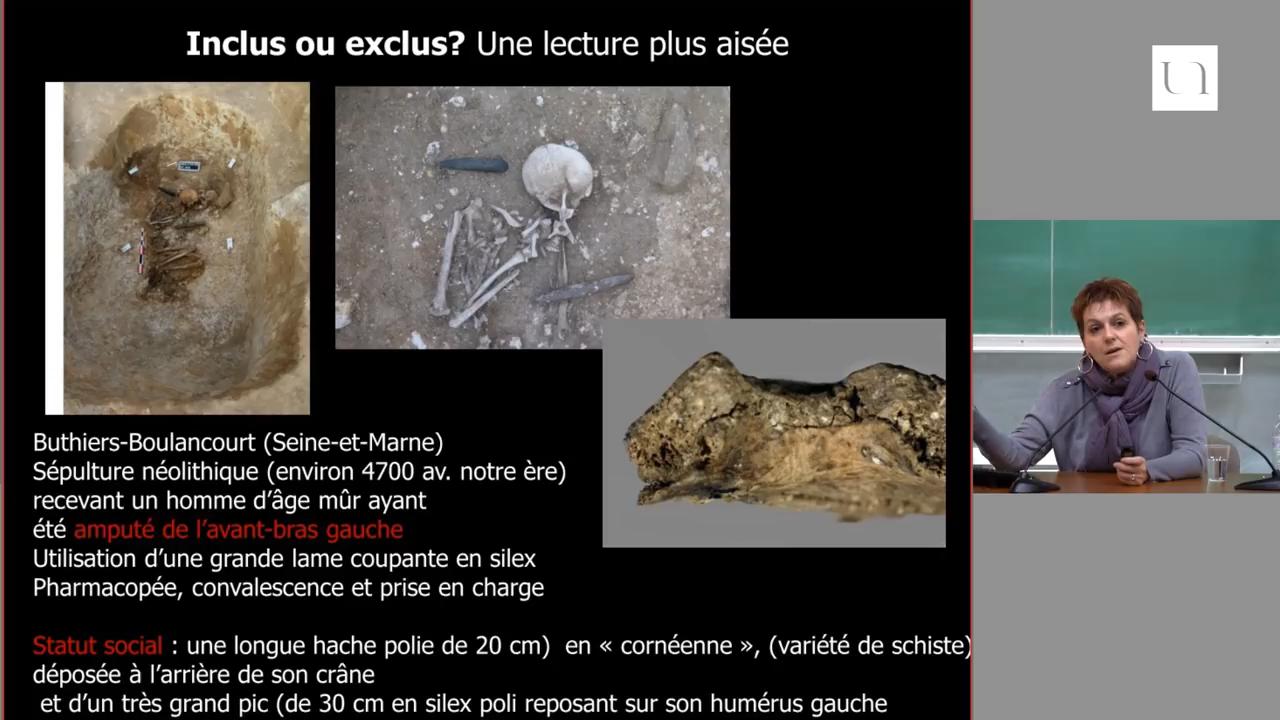 Inclus ou exclus? Une lecture plus aisée
Buthiers-Boulancourt (Seine-et-Marne)
Sépulture néolithique (environ 4700 av. notre ère)
recevant un homme d'âge mûr ayant
été amputé de l'avant-bras gauche
Utilisation d'une grande lame coupante en silex
Pharmacopée, convalescence et prise en charge
Statut social : une longue hache polie de 20 cm) en « cornéenne », (variété de schiste)
déposée à l'arrière de son crâne
et d'un très grand pic (de 30 cm en silex poli reposant sur son humérus gauche